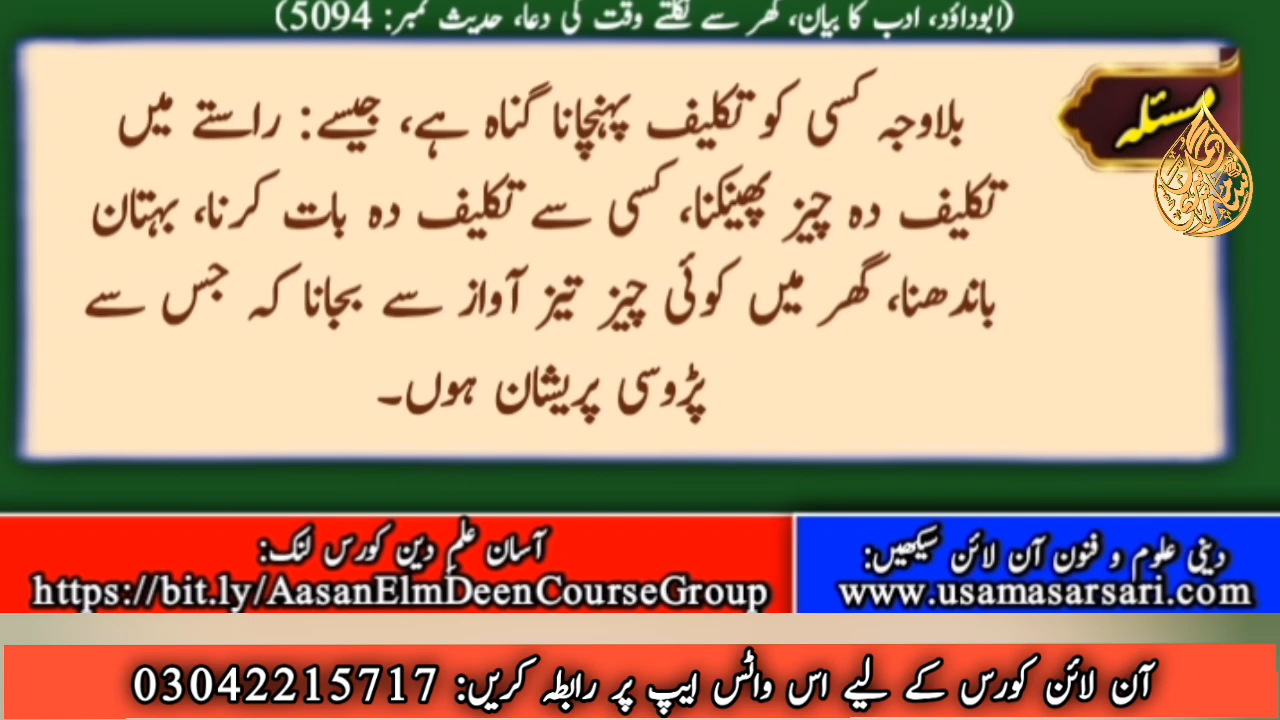 (ابوداؤد، ادب کا بیان، گھر سے نکلتے وقت کی دعا، حدیث نمبر: 5094)
مسئلہ
بلاوجہ کسی کو تکلیف پہنچانا گناہ ہے، جیسے: راستے میں
تکلیف دہ چیز پھینکنا، کسی سے تکلیف دہ بات کرنا، بہتان
باندھنا، گھر میں کوئی چیز تیز آواز سے بجانا کہ جس سے
پڑوسی پریشان ہوں۔
دینی علوم و فنون آن لائن سیکھیں:
www.usamasarsari.com
آسان علمِ دین کورس لنک:
https://bit.ly/AasanElmDeenCourseGroup
آن لائن کورس کے لیے اس واٹس ایپ پر رابطہ کریں: 03042215717